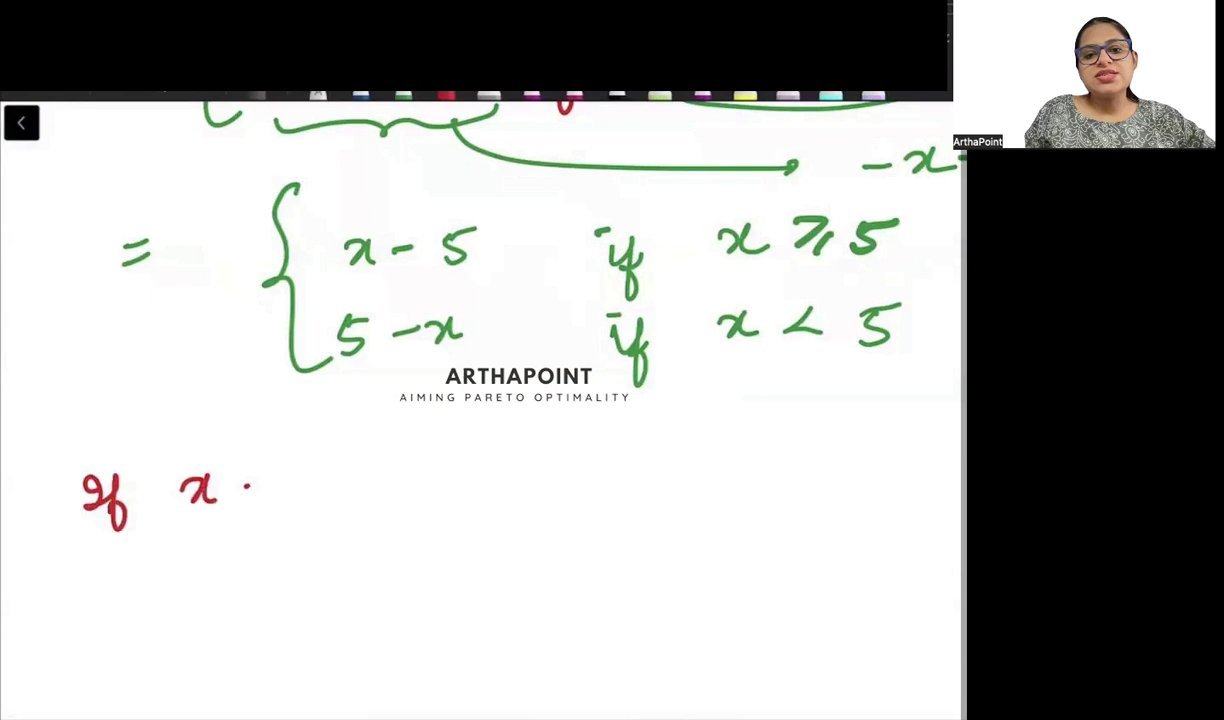 ArthaPoint
- x
= { x - 5 if x ⩾ 5
5 - x if x < 5
ARTHAPOINT
AIMING PARETO OPTIMALITY
If x